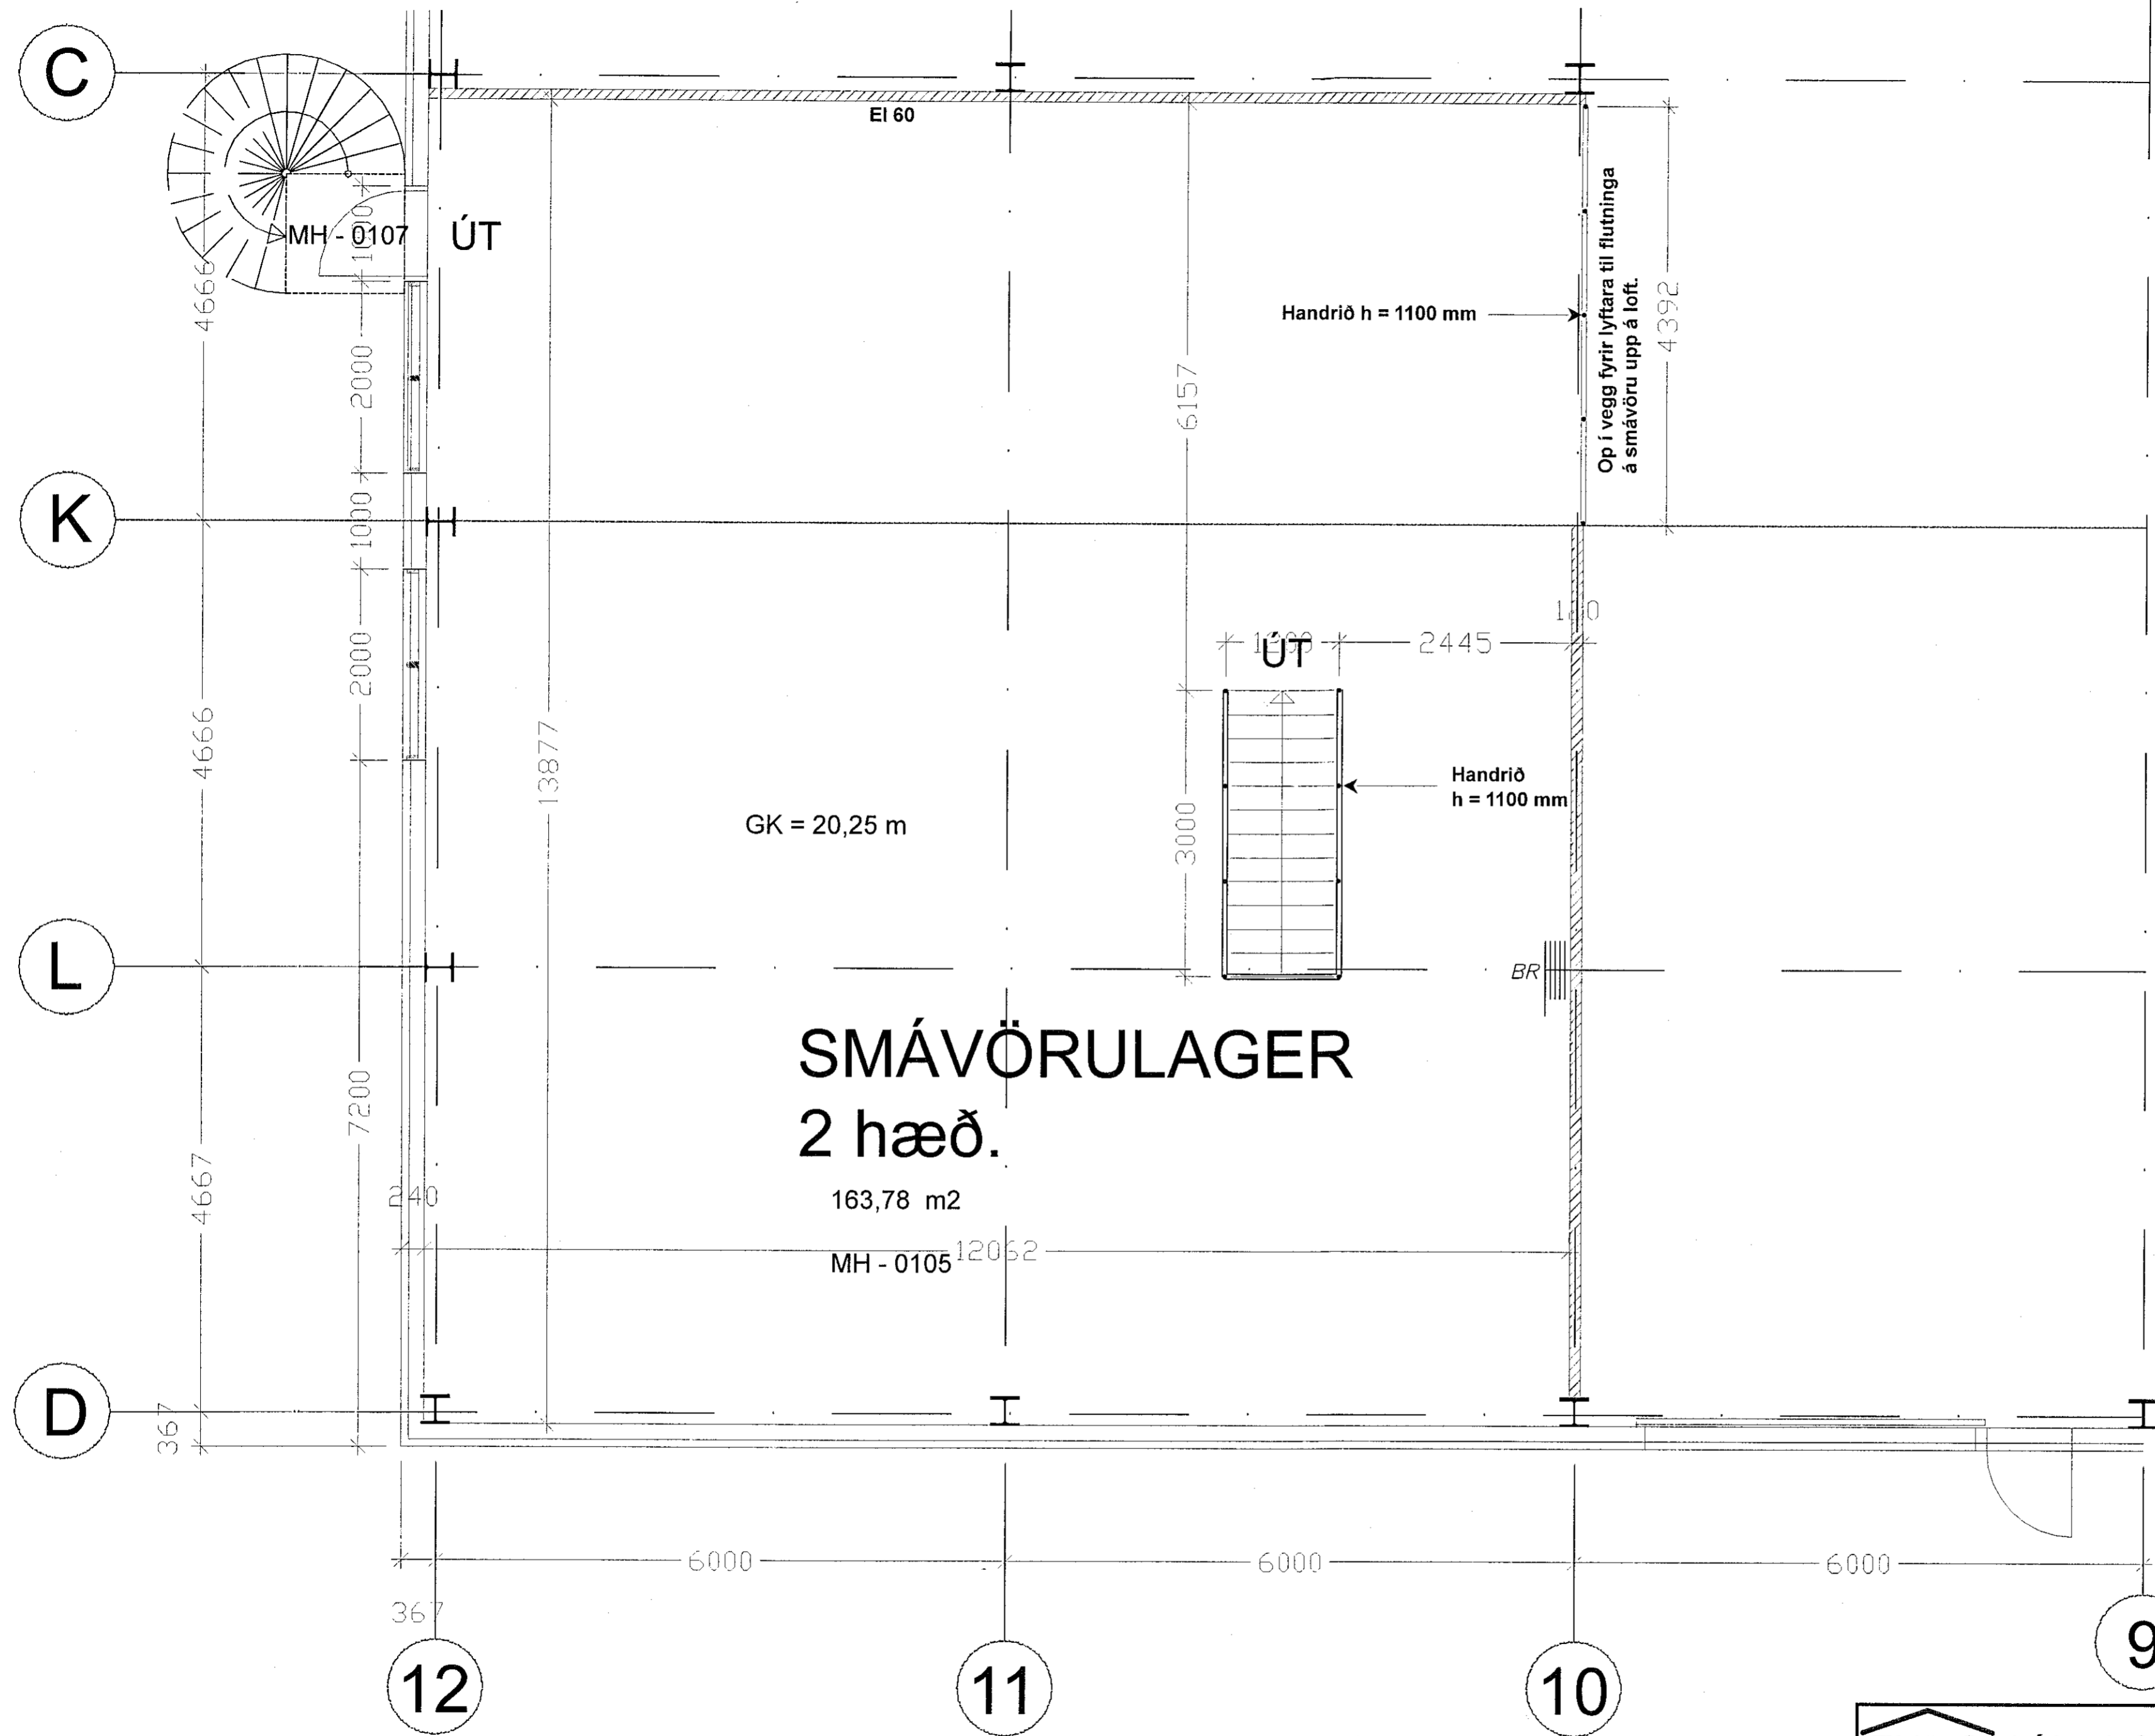 C
EI 60
MH - 0107
ÚT
1000
4666
Handrið h = 1100 mm
Op í vegg fyrir lyftara til flutninga
á smávöru upp á loft.
4392
2000
6157
K
1000
2000
ÚT
2445
4666
13877
Handrið
h = 1100 mm
GK = 20,25 m
3000
L
BR
SMÁVÖRULAGER
2 hæð.
7200
4667
240
163,78 m2
12062
MH - 0105
D
367
6000
6000
6000
367
12
11
10
9